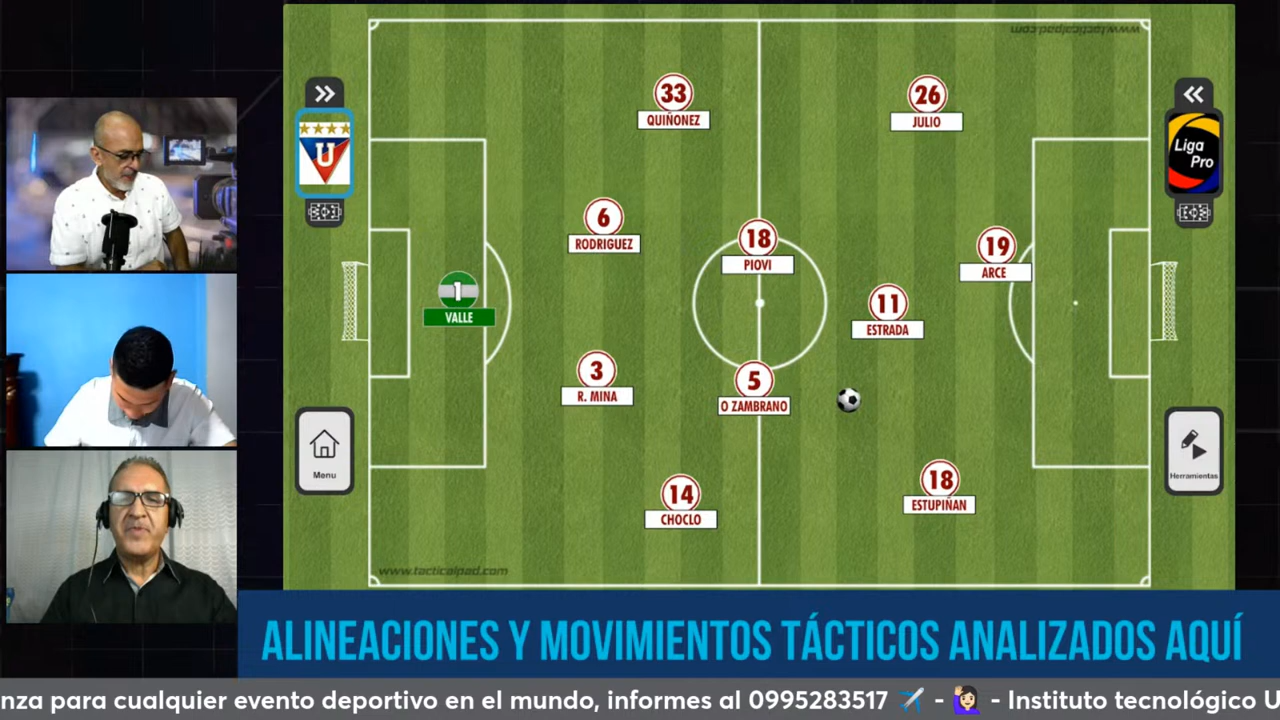 www.tacticalpad.com
33
QUIÑONEZ
26
JULIO
U
Liga
Pro
6
RODRIGUEZ
18
PIOVI
19
ARCE
1
VALLE
11
ESTRADA
3
R. MINA
5
O ZAMBRANO
Menu
Herramientas
14
CHOCLO
18
ESTUPIÑAN
www.tacticalpad.com
ALINEACIONES Y MOVIMIENTOS TÁCTICOS ANALIZADOS AQUÍ
nza para cualquier evento deportivo en el mundo, informes al 0995283517 ✈️ - 🙋🏻‍♀️ - Instituto tecnológico U